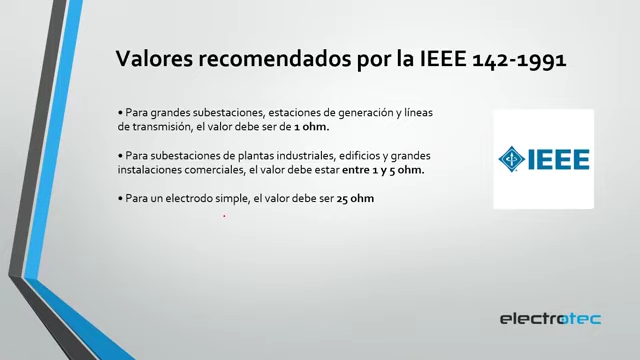 Valores recomendados por la IEEE 142-1991
• Para grandes subestaciones, estaciones de generación y líneas
de transmisión, el valor debe ser de 1 ohm.
• Para subestaciones de plantas industriales, edificios y grandes
instalaciones comerciales, el valor debe estar entre 1 y 5 ohm.
• Para un electrodo simple, el valor debe ser 25 ohm
IEEE
electrotec